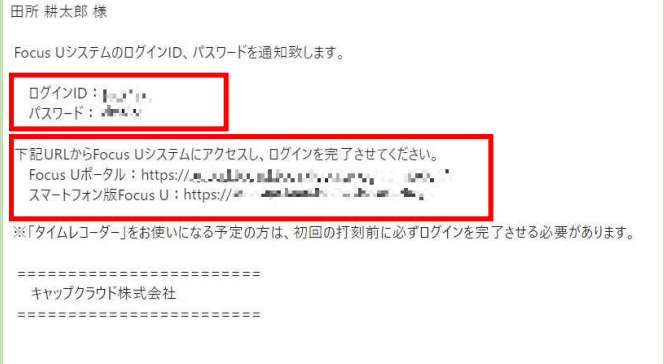 田所 耕太郎 様
Focus Uシステムのログイン​ID、パスワードを通知致します。
ログインID：
パスワード：
下記URLからFocus Uシステムにアクセスし、ログインを完了させてください。
Focus Uポータル：https://
スマートフォン版Focus U：https://
※「タイムレコーダー」をお使いになる予定の方は、初回の打刻前に必ずログインを完了させる必要があります。
========================
キャップクラウド株式会社
========================